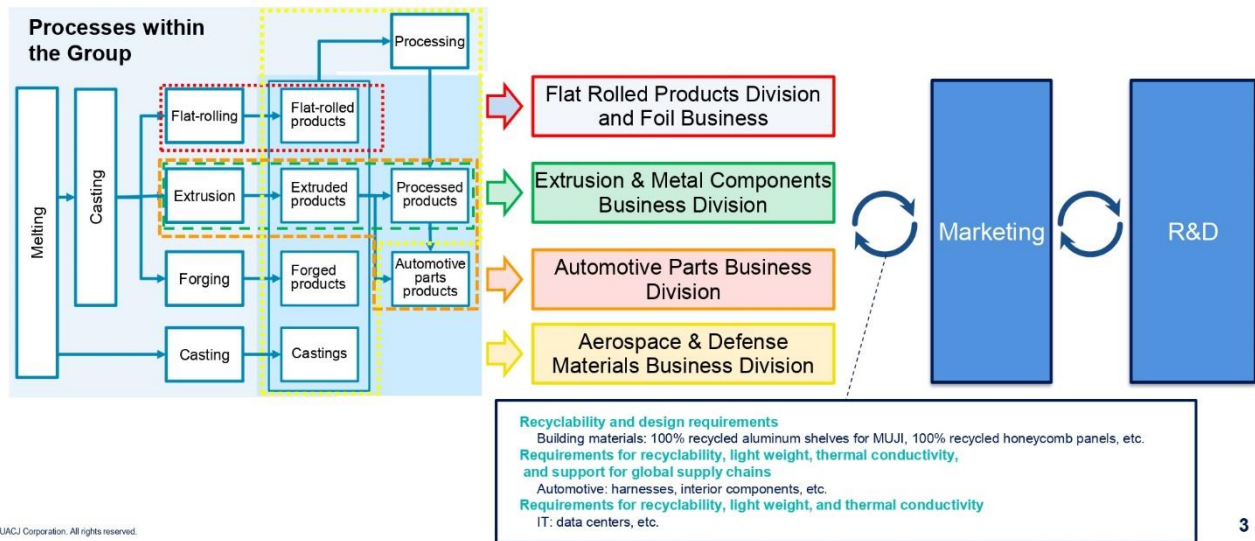 Processes within
the Group
Processing
Melting
Casting
Flat-rolling
Flat-rolled
products
Extrusion
Extruded
products
Processed
products
Forging
Forged
products
Automotive
parts
products
Casting
Castings
Flat Rolled Products Division
and Foil Business
Extrusion & Metal Components
Business Division
Automotive Parts Business
Division
Aerospace & Defense
Materials Business Division
Marketing
R&D
Recyclability and design requirements
Building materials: 100% recycled aluminum shelves for MUJI, 100% recycled honeycomb panels, etc.
Requirements for recyclability, light weight, thermal conductivity,
and support for global supply chains
Automotive: harnesses, interior components, etc.
Requirements for recyclability, light weight, and thermal conductivity
IT: data centers, etc.
UACJ Corporation. All rights reserved.
3